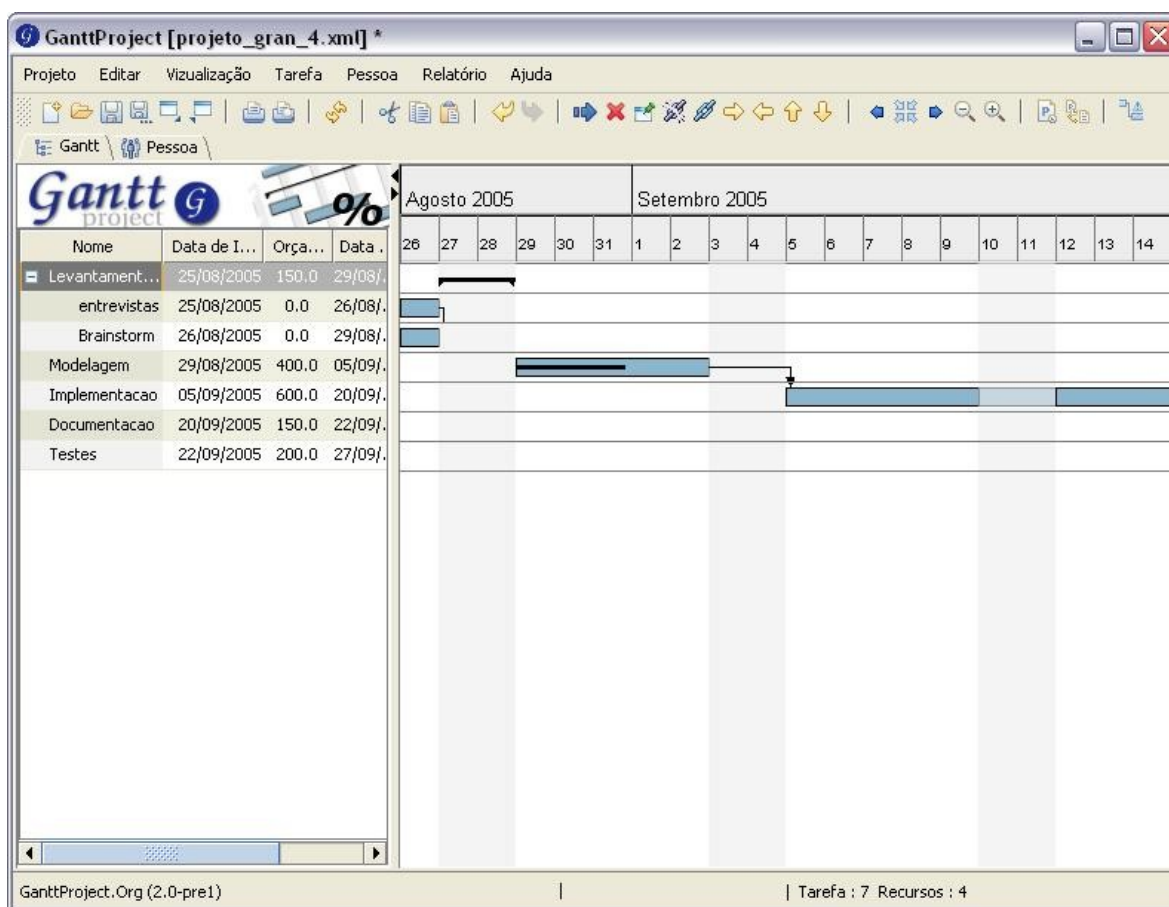 GanttProject [projeto_gran_4.xml] *
Projeto Editar Vizualização Tarefa Pessoa Relatório Ajuda
Gantt Pessoa
Gantt project %
Agosto 2005 Setembro 2005
Nome Data de I... Orça... Data .
26 27 28 29 30 31 1 2 3 4 5 6 7 8 9 10 11 12 13 14
Levantament... 25/08/2005 150.0 29/08/.
entrevistas 25/08/2005 0.0 26/08/.
Brainstorm 26/08/2005 0.0 29/08/.
Modelagem 29/08/2005 400.0 05/09/.
Implementacao 05/09/2005 600.0 20/09/.
Documentacao 20/09/2005 150.0 22/09/.
Testes 22/09/2005 200.0 27/09/.
GanttProject.Org (2.0-pre1) | | Tarefa : 7 Recursos : 4